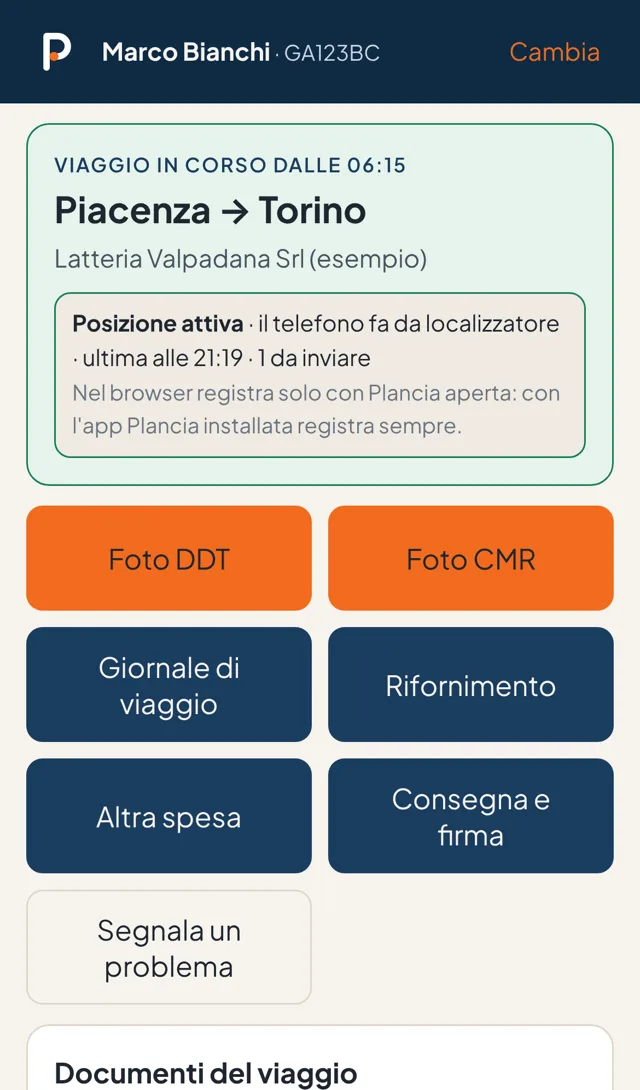 Marco Bianchi · GA123BC
Cambia
VIAGGIO IN CORSO DALLE 06:15
Piacenza → Torino
Latteria Valpadana Srl (esempio)
Posizione attiva · il telefono fa da localizzatore
· ultima alle 21:19 · 1 da inviare
Nel browser registra solo con Plancia aperta: con
l'app Plancia installata registra sempre.
Foto DDT
Foto CMR
Giornale di
viaggio
Rifornimento
Altra spesa
Consegna e
firma
Segnala un
problema
Documenti del viaggio